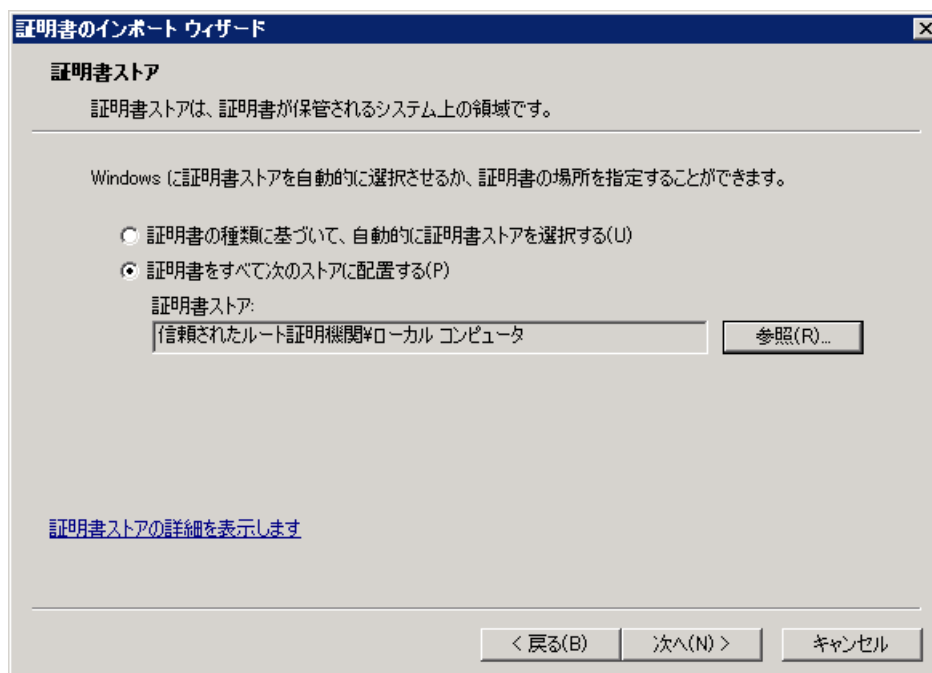 証明書のインポート ウィザード
証明書ストア
証明書ストアは、証明書が保管されるシステム上の領域です。
Windows に証明書ストアを自動的に選択させるか、証明書の場所を指定することができます。
証明書の種類に基づいて、自動的に証明書ストアを選択する(U)
証明書をすべて次のストアに配置する(P)
証明書ストア:
信頼されたルート証明機関¥ローカル コンピュータ
参照(R)...
証明書ストアの詳細を表示します
< 戻る(B)
次へ(N) >
キャンセル